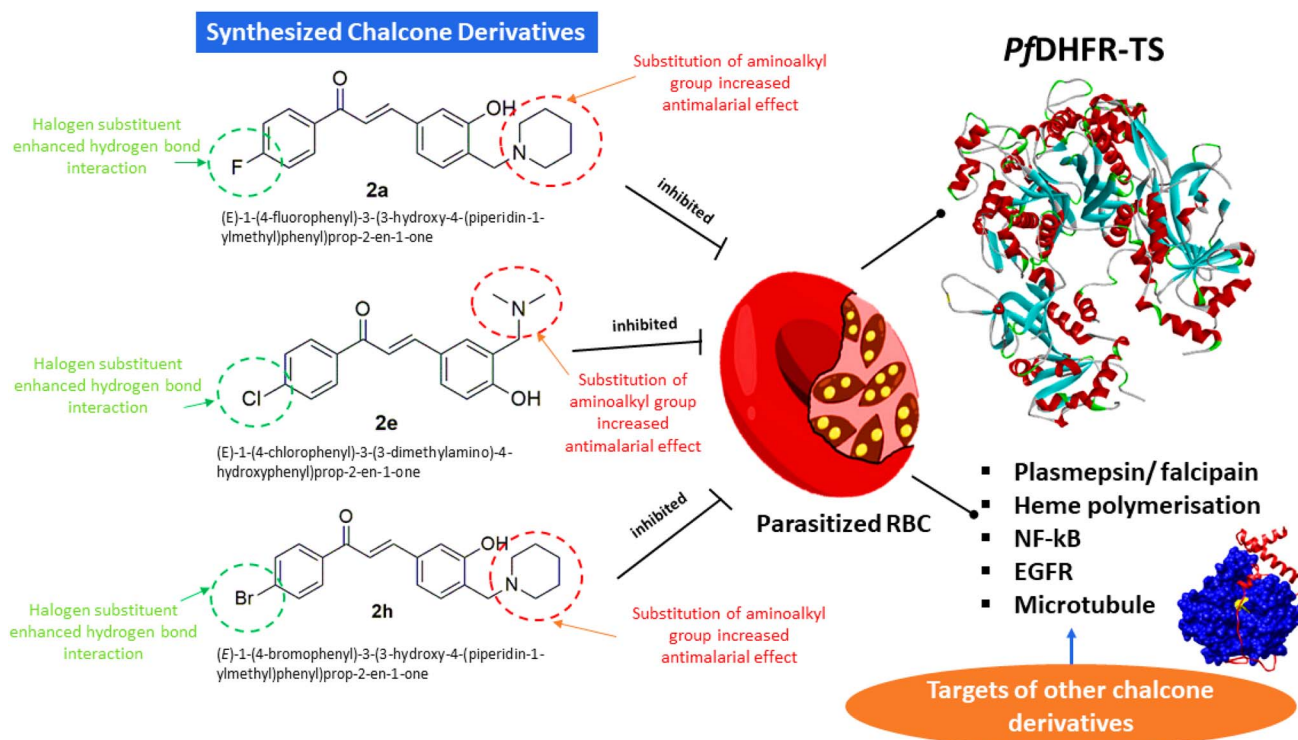 Synthesized Chalcone Derivatives
Halogen substituent
enhanced hydrogen bond
interaction
O
OH
N
F
2a
(E)-1-(4-fluorophenyl)-3-(3-hydroxy-4-(piperidin-1-
ylmethyl)phenyl)prop-2-en-1-one
Substitution of aminoalkyl
group increased
antimalarial effect
inhibited
Halogen substituent
enhanced hydrogen bond
interaction
O
N
Cl
OH
2e
(E)-1-(4-chlorophenyl)-3-(3-dimethylamino)-4-
hydroxyphenyl)prop-2-en-1-one
Substitution of
aminoalkyl group
increased
antimalarial effect
inhibited
Halogen substituent
enhanced hydrogen bond
interaction
O
OH
N
Br
2h
(E)-1-(4-bromophenyl)-3-(3-hydroxy-4-(piperidin-1-
ylmethyl)phenyl)prop-2-en-1-one
Substitution of aminoalkyl
group increased
antimalarial effect
inhibited
Parasitized RBC
PfDHFR-TS
▪ Plasmepsin/ falcipain
▪ Heme polymerisation
▪ NF-kB
▪ EGFR
▪ Microtubule
Targets of other chalcone
derivatives